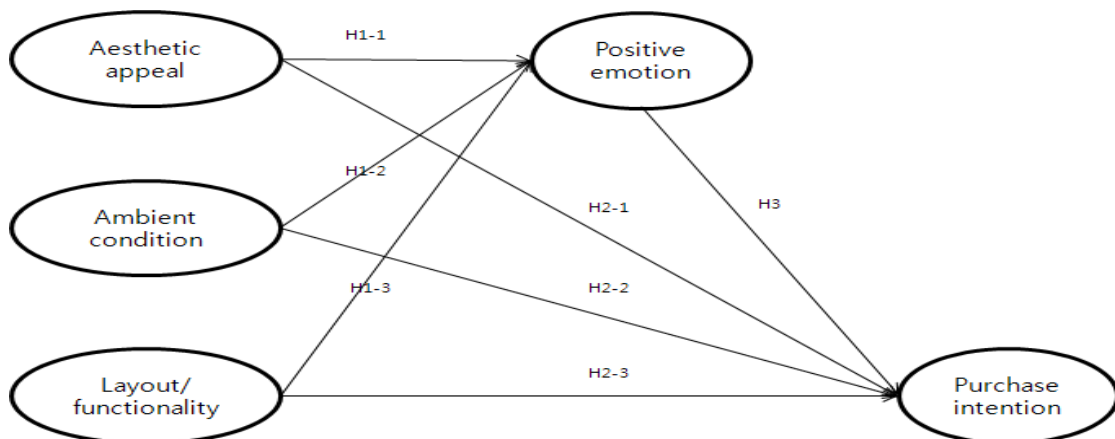 Aesthetic
appeal
H1-1
Positive
emotion
H1-2
Ambient
condition
H2-1
H3
H1-3
H2-2
Layout/
functionality
H2-3
Purchase
intention